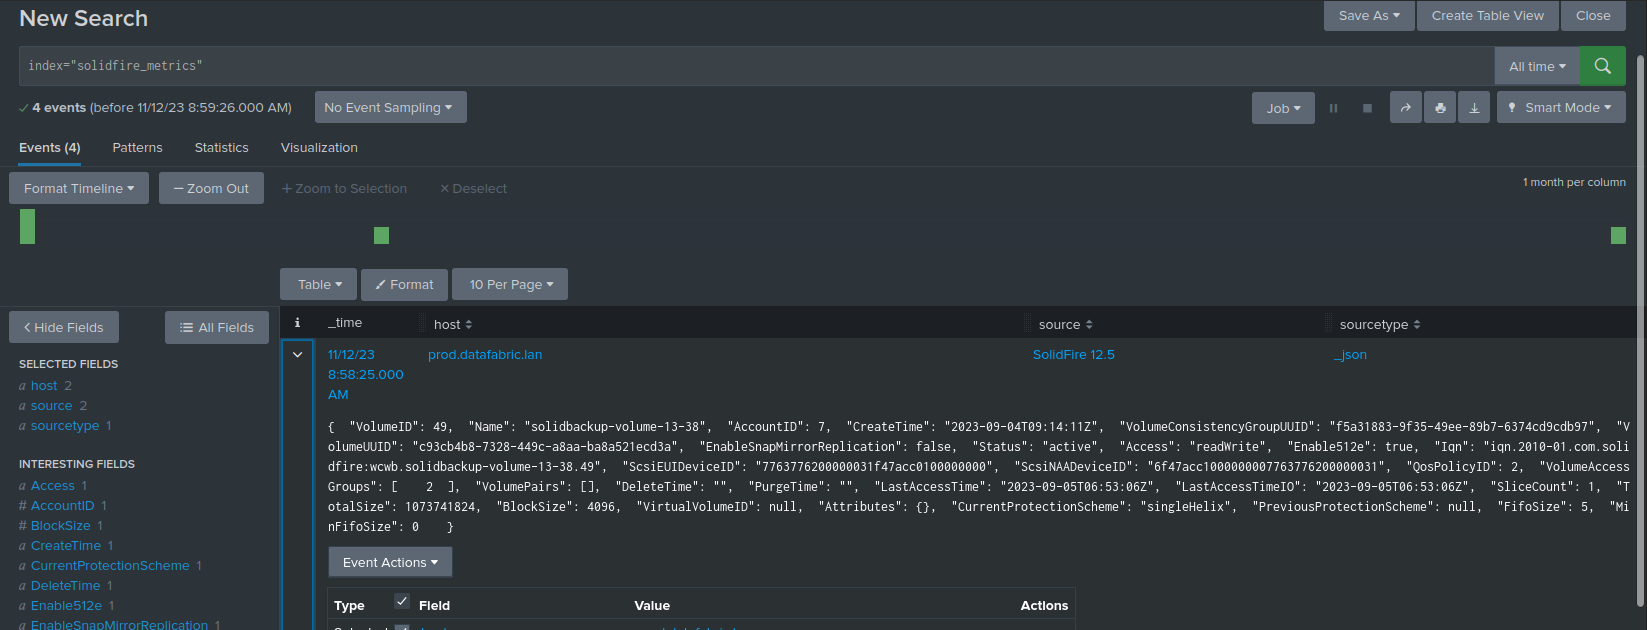 New Search
Save As
Create Table View
Close
index="solidfire_metrics"
All time
4 events (before 11/12/23 8:59:26.000 AM)
No Event Sampling
Job
Smart Mode
Events (4)
Patterns
Statistics
Visualization
Format Timeline
Zoom Out
+ Zoom to Selection
× Deselect
1 month per column
Table
Format
10 Per Page
Hide Fields
All Fields
i
_time
host
source
sourcetype
SELECTED FIELDS
a host 2
a source 2
a sourcetype 1
INTERESTING FIELDS
a Access 1
# AccountID 1
# BlockSize 1
a CreateTime 1
a CurrentProtectionScheme 1
a DeleteTime 1
a Enable512e 1
a EnableSnapMirrorReplication 1
11/12/23
8:58:25.000
AM
prod.datafabric.lan
SolidFire 12.5
_json
{ "VolumeID": 49, "Name": "solidbackup-volume-13-38", "AccountID": 7, "CreateTime": "2023-09-04T09:14:11Z", "VolumeConsistencyGroupUUID": "f5a31883-9f35-49ee-89b7-6374cd9cdb97", "V
olumeUUID": "c93cb4b8-7328-449c-a8aa-ba8a521ecd3a", "EnableSnapMirrorReplication": false, "Status": "active", "Access": "readWrite", "Enable512e": true, "Iqn": "iqn.2010-01.com.soli
dfire:wcwb.solidbackup-volume-13-38.49", "ScsiEUIDeviceID": "7763776200000031f47acc0100000000", "ScsiNAADeviceID": "6f47acc1000000007763776200000031", "QosPolicyID": 2, "VolumeAccess
Groups": [ 2 ], "VolumePairs": [], "DeleteTime": "", "PurgeTime": "", "LastAccessTime": "2023-09-05T06:53:06Z", "LastAccessTimeIO": "2023-09-05T06:53:06Z", "SliceCount": 1, "T
otalSize": 1073741824, "BlockSize": 4096, "VirtualVolumeID": null, "Attributes": {}, "CurrentProtectionScheme": "singleHelix", "PreviousProtectionScheme": null, "FifoSize": 5, "Mi
nFifoSize": 0 }
Event Actions
Type
Field
Value
Actions